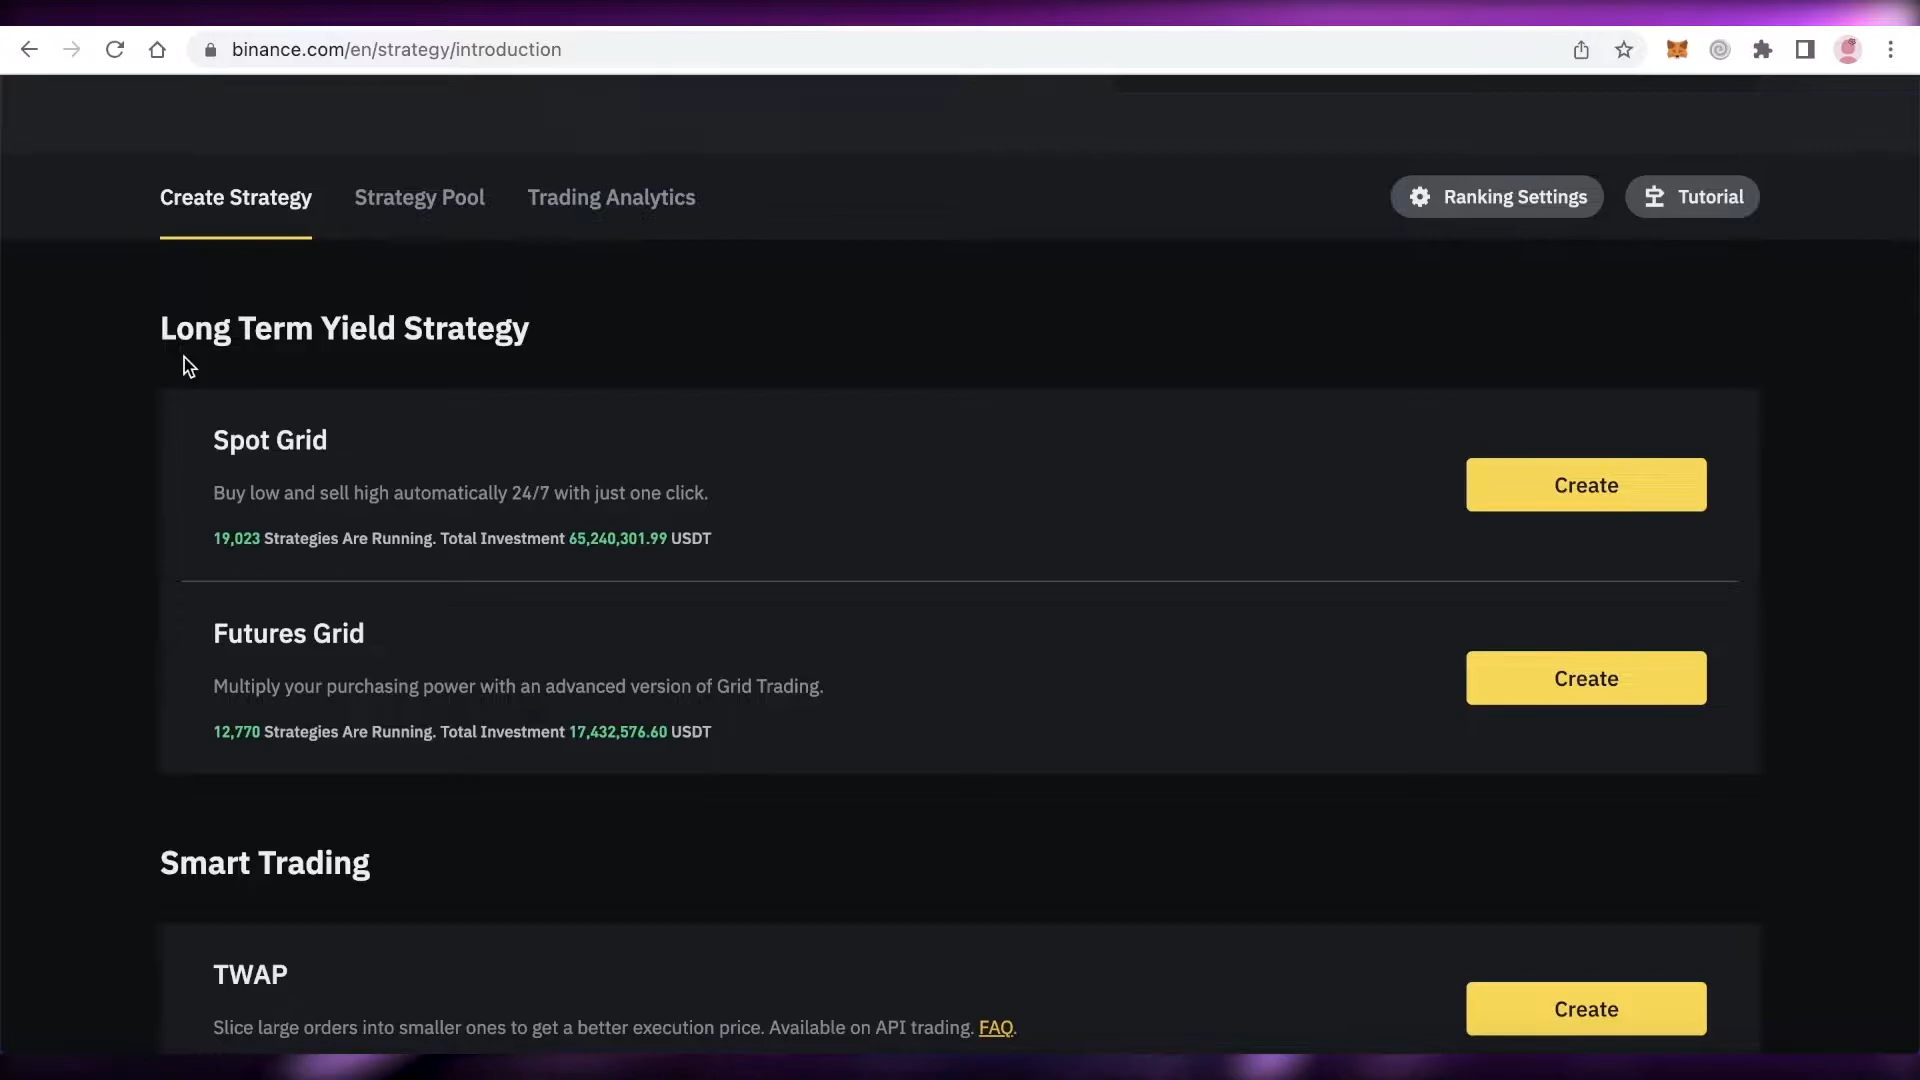 binance.com/en/strategy/introduction
Create Strategy
Strategy Pool
Trading Analytics
Ranking Settings
Tutorial
Long Term Yield Strategy
Spot Grid
Buy low and sell high automatically 24/7 with just one click.
19,023 Strategies Are Running. Total Investment 65,240,301.99 USDT
Create
Futures Grid
Multiply your purchasing power with an advanced version of Grid Trading.
12,770 Strategies Are Running. Total Investment 17,432,576.60 USDT
Create
Smart Trading
TWAP
Slice large orders into smaller ones to get a better execution price. Available on API trading. FAQ.
Create